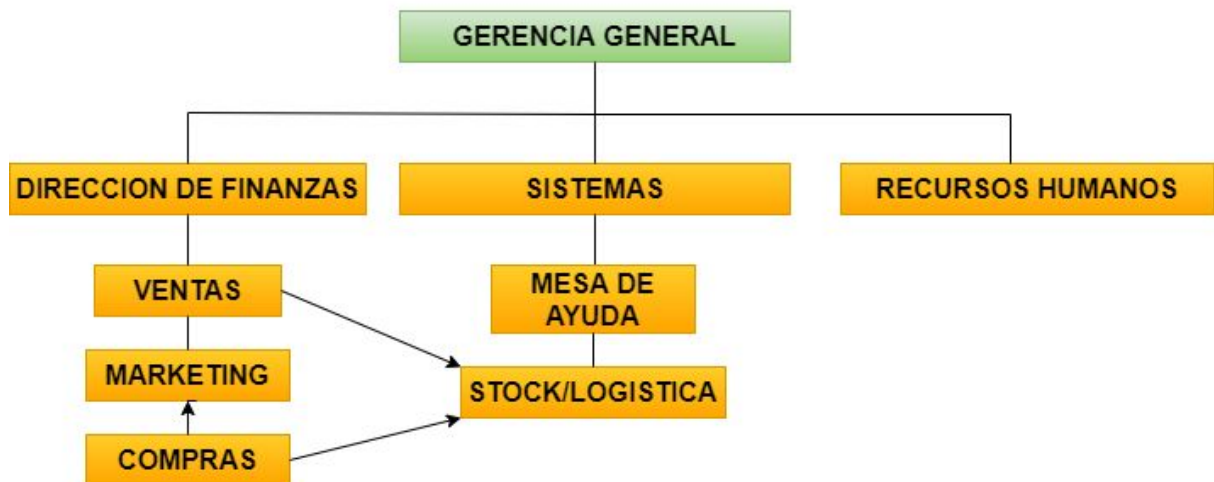 GERENCIA GENERAL
DIRECCION DE FINANZAS
SISTEMAS
RECURSOS HUMANOS
VENTAS
MESA DE
AYUDA
MARKETING
STOCK/LOGISTICA
COMPRAS